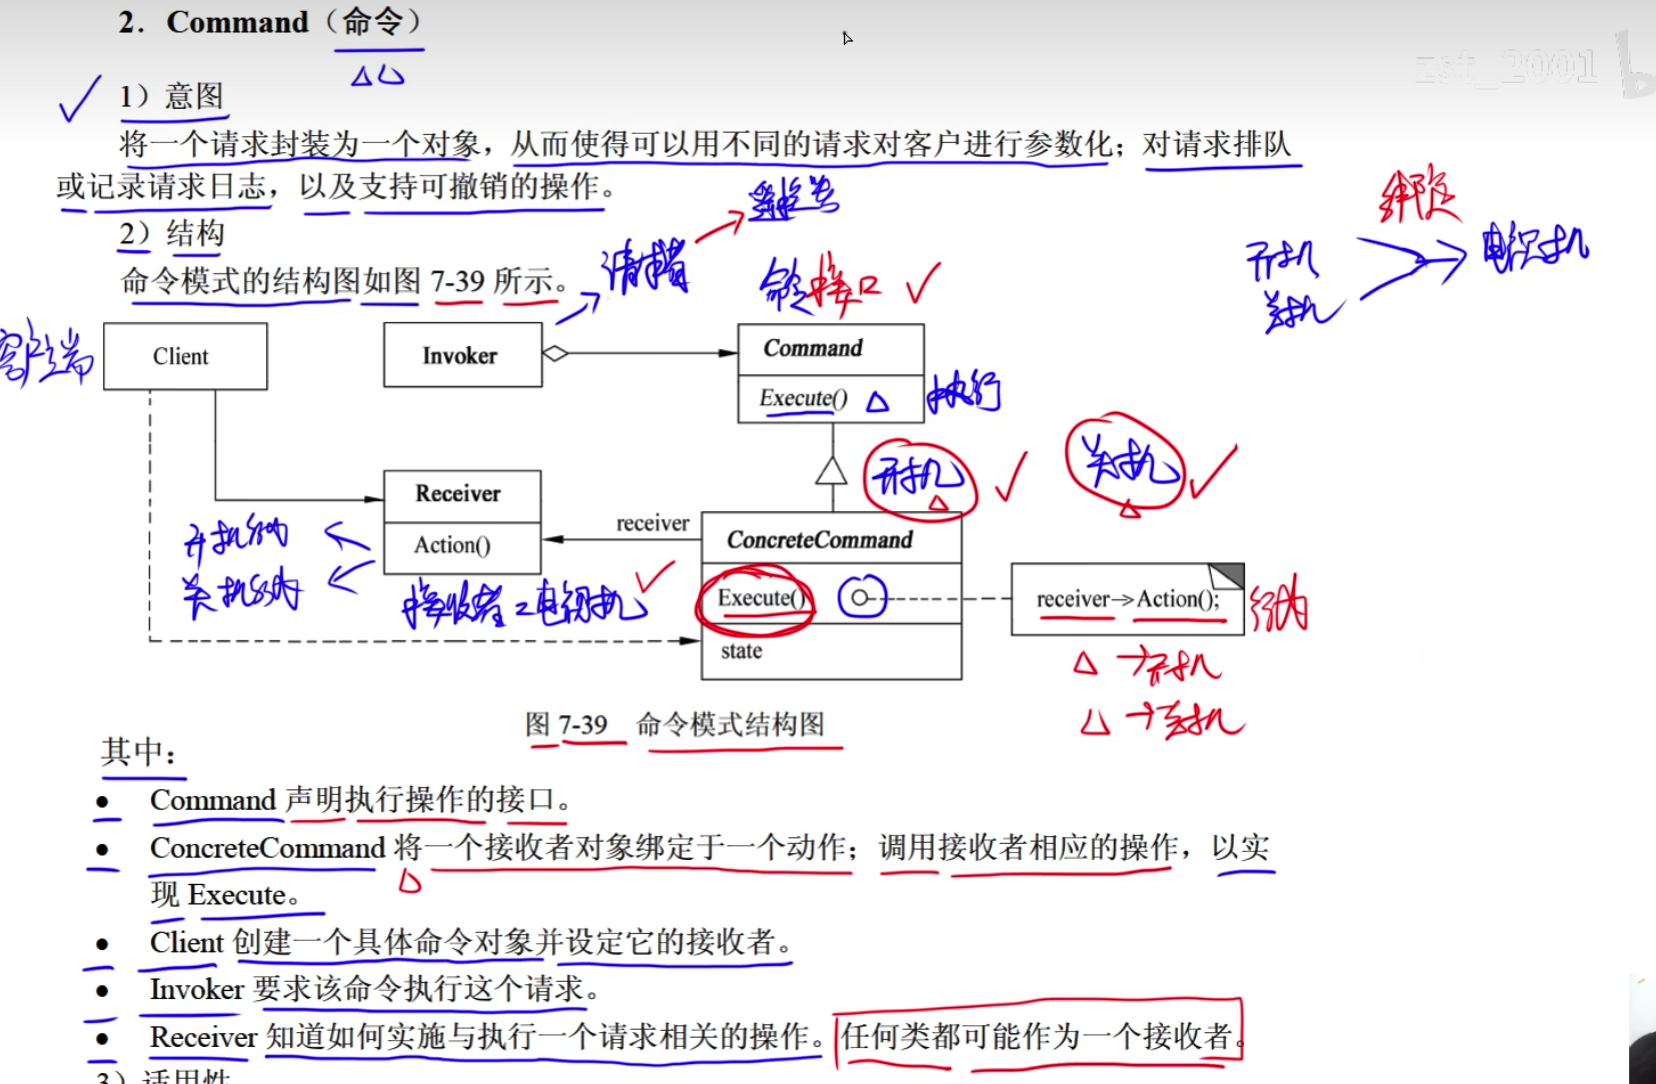 2. Command（命令）
zst_2001
1）意图
将一个请求封装为一个对象，从而使得可以用不同的请求对客户进行参数化；对请求排队
或记录请求日志，以及支持可撤销的操作。
绑定
2）结构
请求者
开机
电视机
命令模式的结构图如图 7-39 所示。
命令接口
关机
客户端
Client
Invoker
Command
Execute()
执行
开机
关机
Receiver
receiver
ConcreteCommand
开机行为
Action()
关机行为
接收者：电视机
Execute()
receiver->Action();
行为
state
→开机
→关机
图 7-39 命令模式结构图
其中：
● Command 声明执行操作的接口。
● ConcreteCommand 将一个接收者对象绑定于一个动作；调用接收者相应的操作，以实
现 Execute。
● Client 创建一个具体命令对象并设定它的接收者。
● Invoker 要求该命令执行这个请求。
● Receiver 知道如何实施与执行一个请求相关的操作。任何类都可能作为一个接收者。
3）适用性